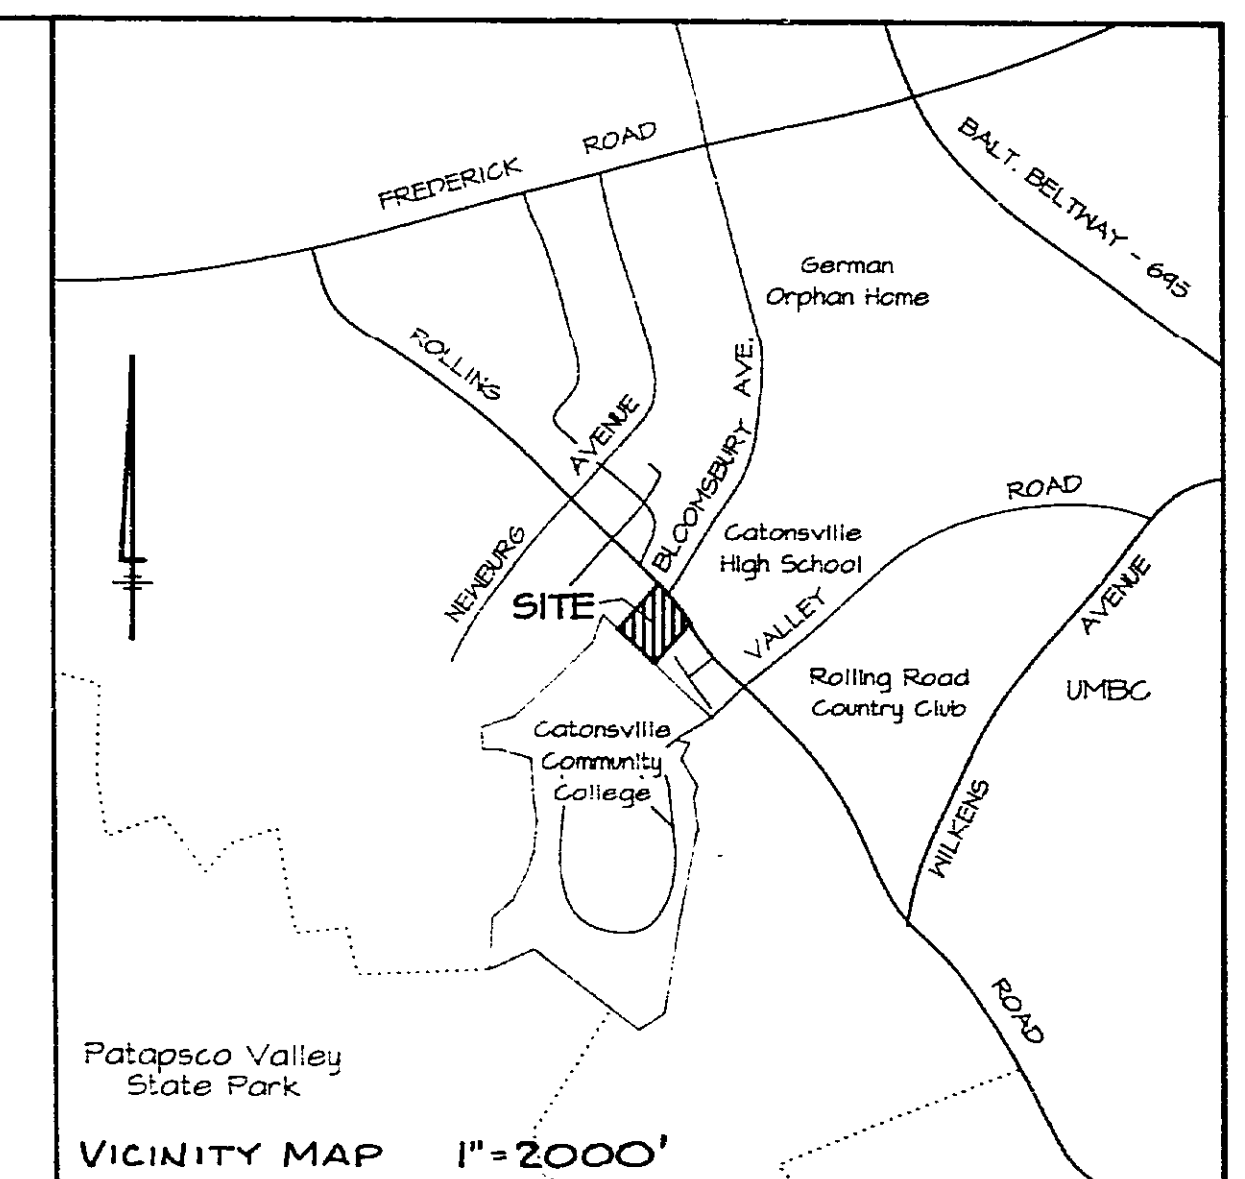 FREDERICK ROAD
BALT. BELTWAY - 695
German
Orphan Home
ROLLING
AVENUE
BLOOMSBURY AVE.
NEWBURG
Catonsville
High School
ROAD
SITE
VALLEY
AVENUE
Rolling Road
Country Club
UMBC
Catonsville
Community
College
WILKENS
ROAD
Patapsco Valley
State Park
VICINITY MAP 1"=2000'